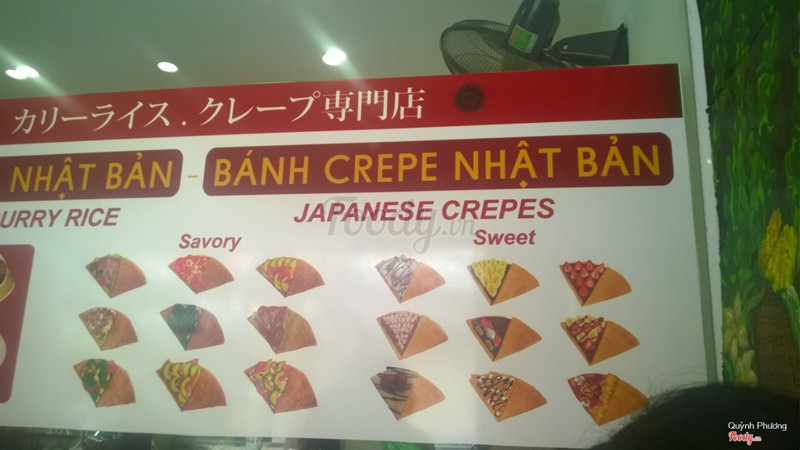 カリーライス . クレープ専門店
NHẬT BẢN - BÁNH CREPE NHẬT BẢN
URRY RICE
JAPANESE CREPES
Savory
Sweet
Foody.vn
Quỳnh Phương
Foody.vn